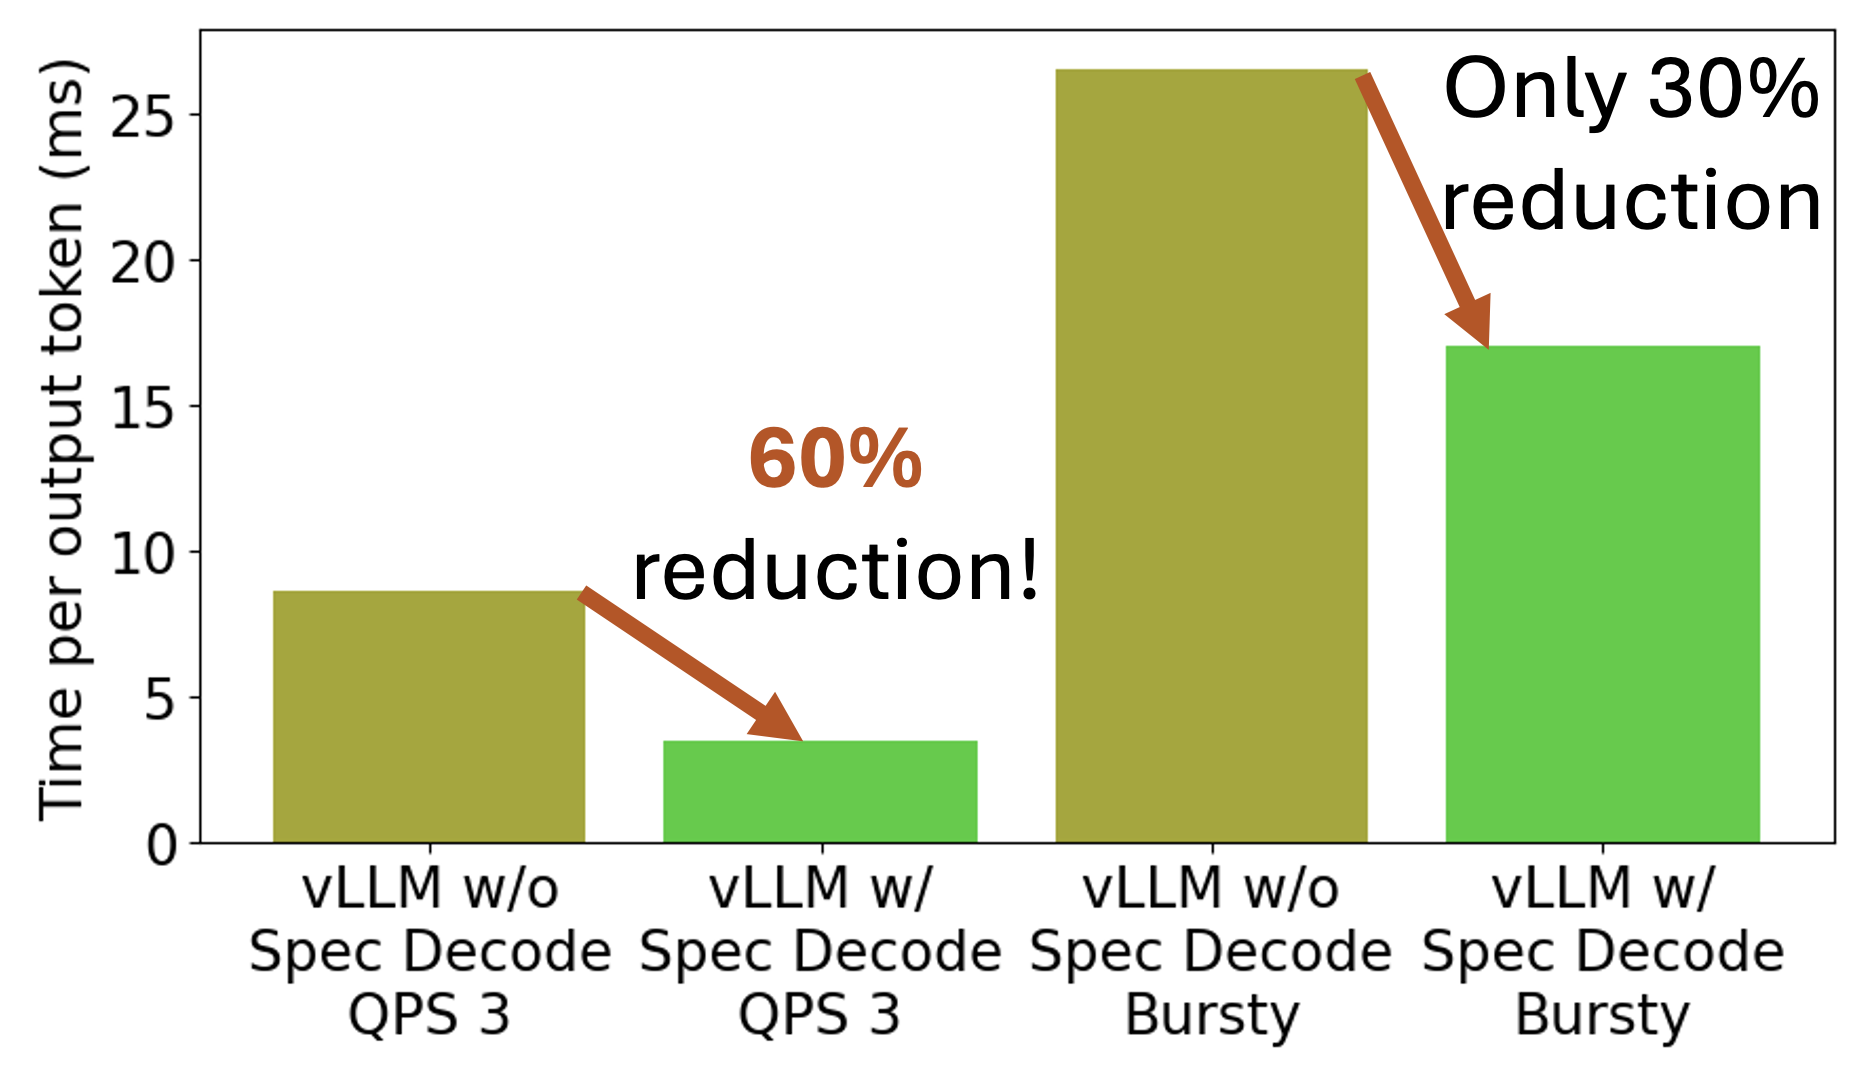 Time per output token (ms)
25
20
15
10
5
0
Only 30%
reduction
60%
reduction!
vLLM w/o
Spec Decode
QPS 3
vLLM w/
Spec Decode
QPS 3
vLLM w/o
Spec Decode
Bursty
vLLM w/
Spec Decode
Bursty